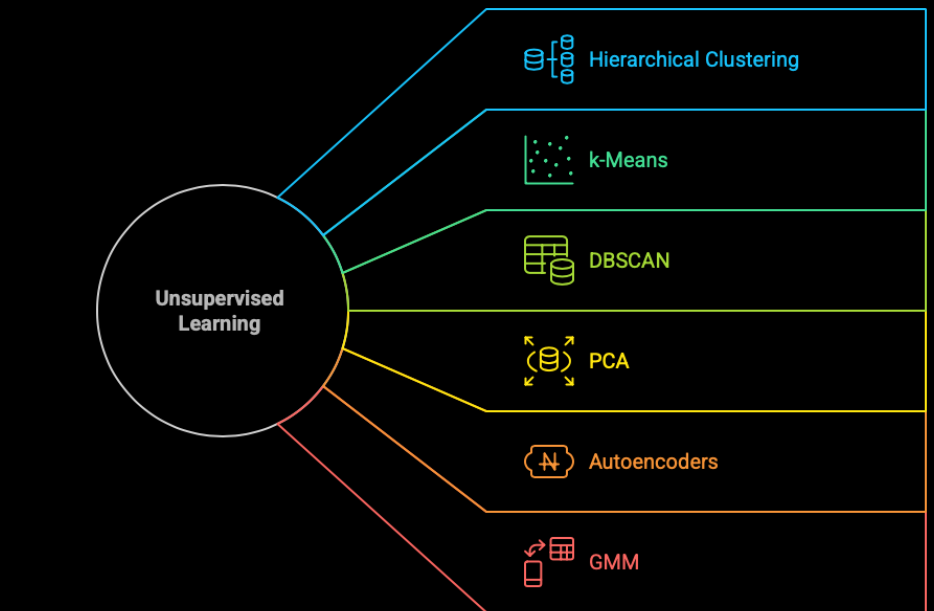 Unsupervised
Learning
Hierarchical Clustering
k-Means
DBSCAN
PCA
Autoencoders
GMM